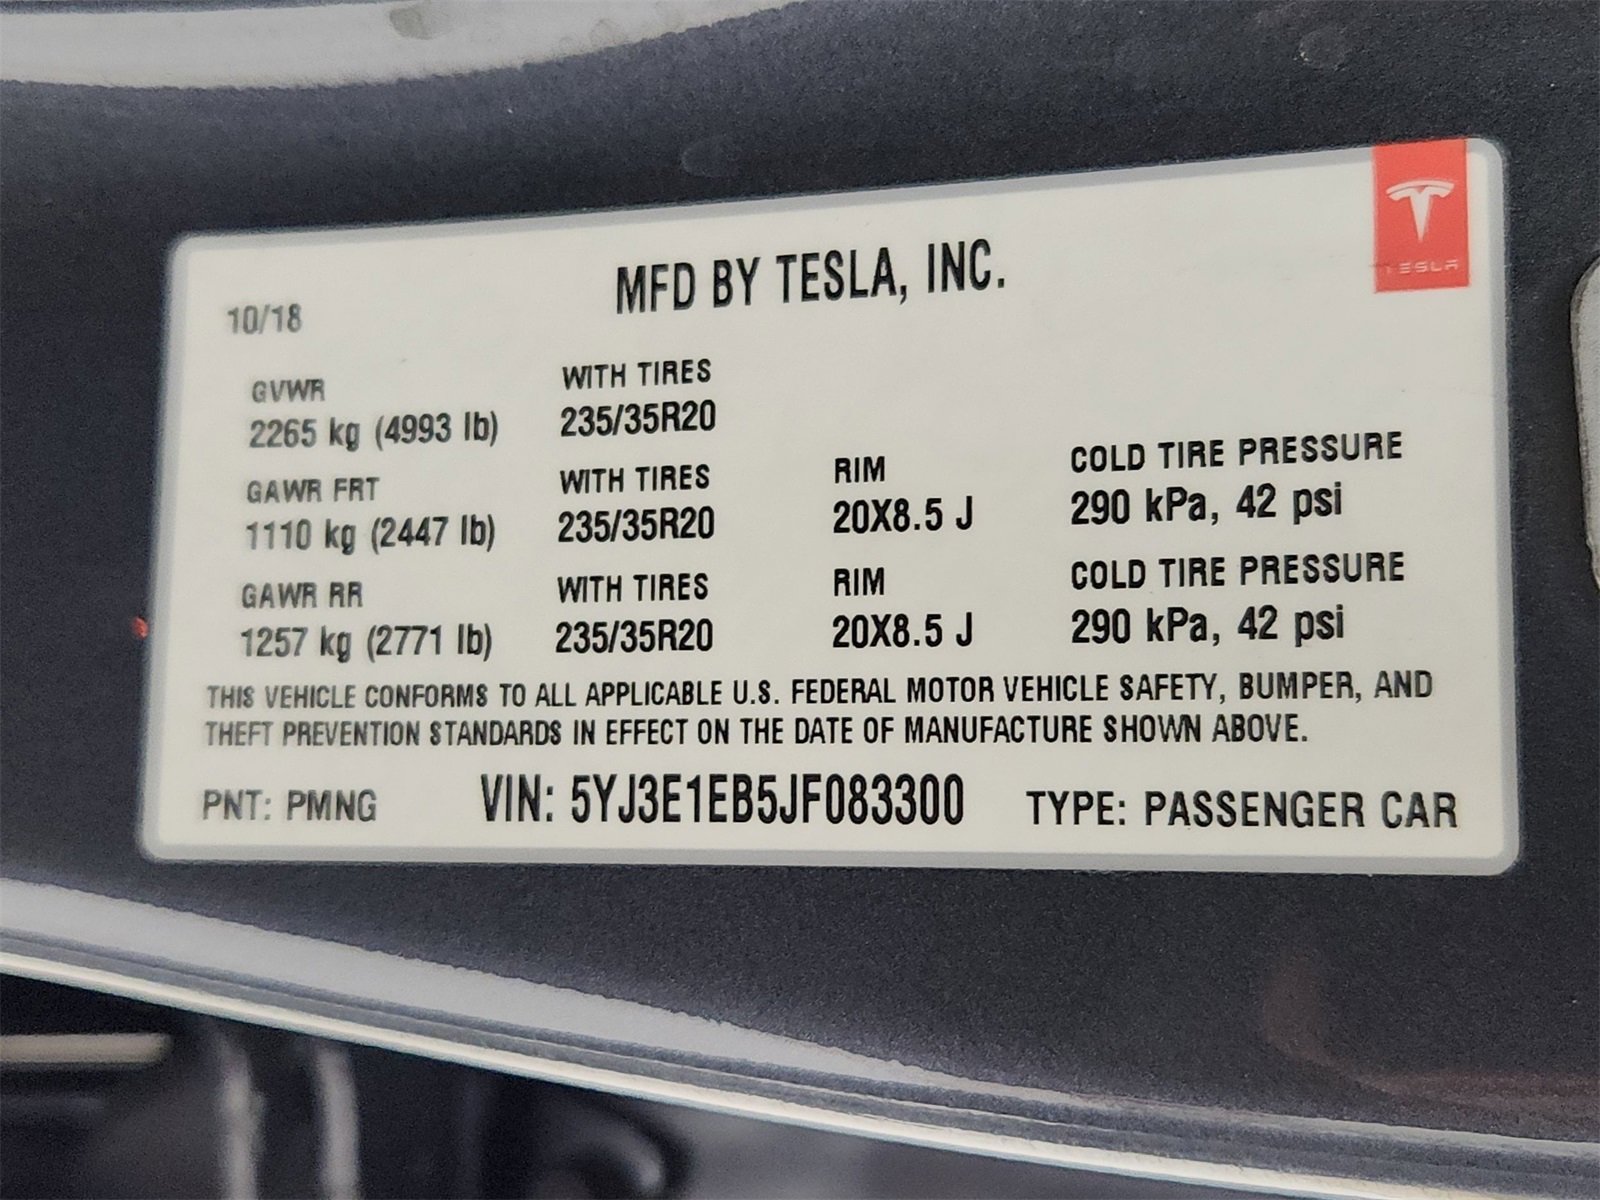 TESLA
MFD BY TESLA, INC.
10/18
GVWR WITH TIRES
2265 kg (4993 lb) 235/35R20
GAWR FRT WITH TIRES RIM COLD TIRE PRESSURE
1110 kg (2447 lb) 235/35R20 20X8.5 J 290 kPa, 42 psi
GAWR RR WITH TIRES RIM COLD TIRE PRESSURE
1257 kg (2771 lb) 235/35R20 20X8.5 J 290 kPa, 42 psi
THIS VEHICLE CONFORMS TO ALL APPLICABLE U.S. FEDERAL MOTOR VEHICLE SAFETY, BUMPER, AND
THEFT PREVENTION STANDARDS IN EFFECT ON THE DATE OF MANUFACTURE SHOWN ABOVE.
PNT: PMNG VIN: 5YJ3E1EB5JF083300 TYPE: PASSENGER CAR